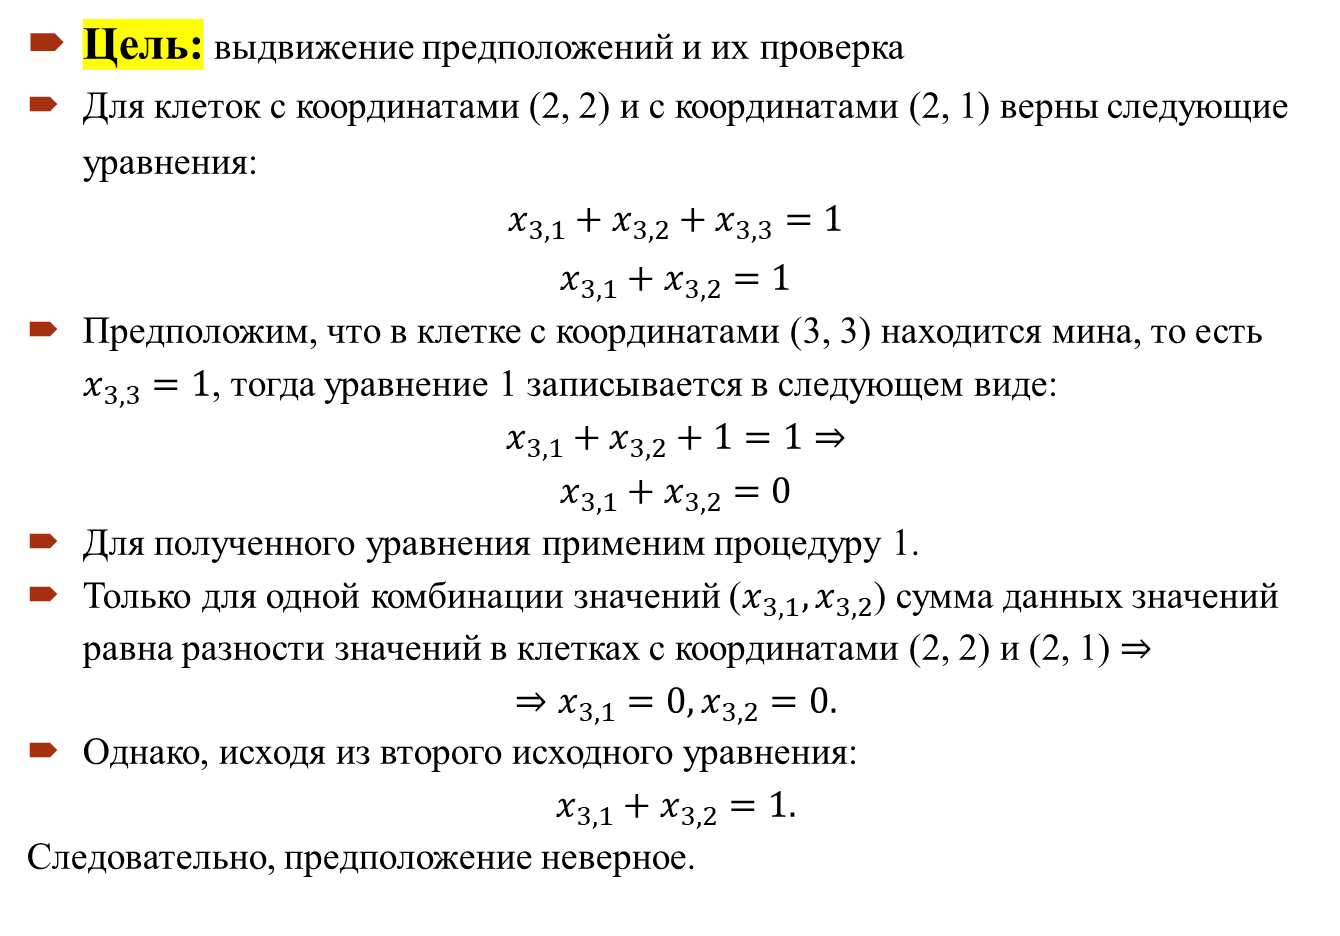 Цель: выдвижение предположений и их проверка
Для клеток с координатами (2, 2) и с координатами (2, 1) верны следующие
уравнения:
x₃,₁ + x₃,₂ + x₃,₃ = 1
x₃,₁ + x₃,₂ = 1
Предположим, что в клетке с координатами (3, 3) находится мина, то есть
x₃,₃ = 1, тогда уравнение 1 записывается в следующем виде:
x₃,₁ + x₃,₂ + 1 = 1 ⇒
x₃,₁ + x₃,₂ = 0
Для полученного уравнения применим процедуру 1.
Только для одной комбинации значений (x₃,₁, x₃,₂) сумма данных значений
равна разности значений в клетках с координатами (2, 2) и (2, 1) ⇒
⇒ x₃,₁ = 0, x₃,₂ = 0.
Однако, исходя из второго исходного уравнения:
x₃,₁ + x₃,₂ = 1.
Следовательно, предположение неверное.